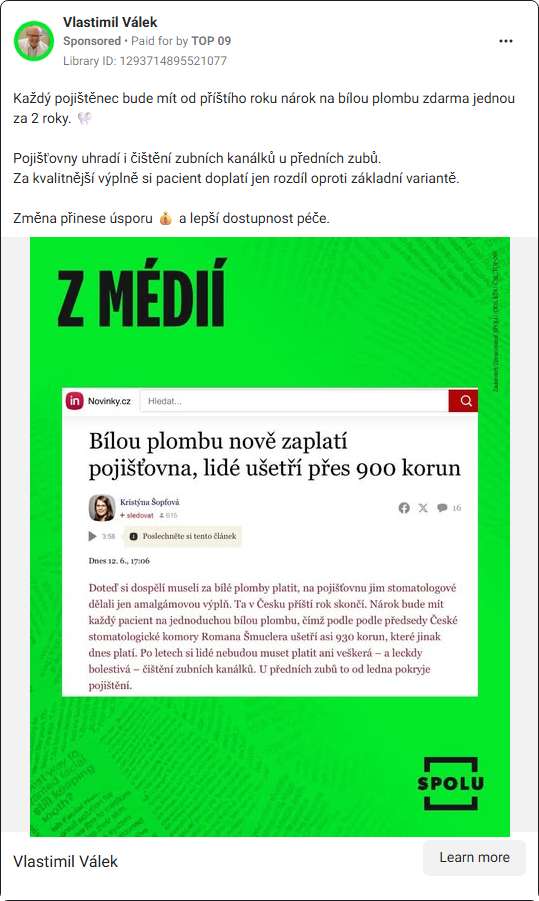 Vlastimil Válek
Sponsored • Paid for by TOP 09
Library ID: 1293714895521077
Každý pojištěnec bude mít od příštího roku nárok na bílou plombu zdarma jednou
za 2 roky. 🦷
Pojišťovny uhradí i čištění zubních kanálků u předních zubů.
Za kvalitnější výplně si pacient doplatí jen rozdíl oproti základní variantě.
Změna přinese úsporu 💰 a lepší dostupnost péče.
Z MÉDIÍ
in Novinky.cz Hledat...
Bílou plombu nově zaplatí
pojišťovna, lidé ušetří přes 900 korun
Kristýna Šopfová
+ sledovat
16
3:58 Poslechněte si tento článek
Dnes 12. 6., 17:06
Doteď si dospělí museli za bílé plomby platit, na pojišťovnu jim stomatologové
dělali jen amalgámovou výplň. Ta v Česku příští rok skončí. Nárok bude mít
každý pacient na jednoduchou bílou plombu, čímž podle podle předsedy České
stomatologické komory Romana Šmuclera ušetří asi 930 korun, které jinak
dnes platí. Po letech si lidé nebudou muset platit ani veškerá – a leckdy
bolestivá – čištění zubních kanálků. U předních zubů to od ledna pokryje
pojištění.
SPOLU
Vlastimil Válek
Learn more